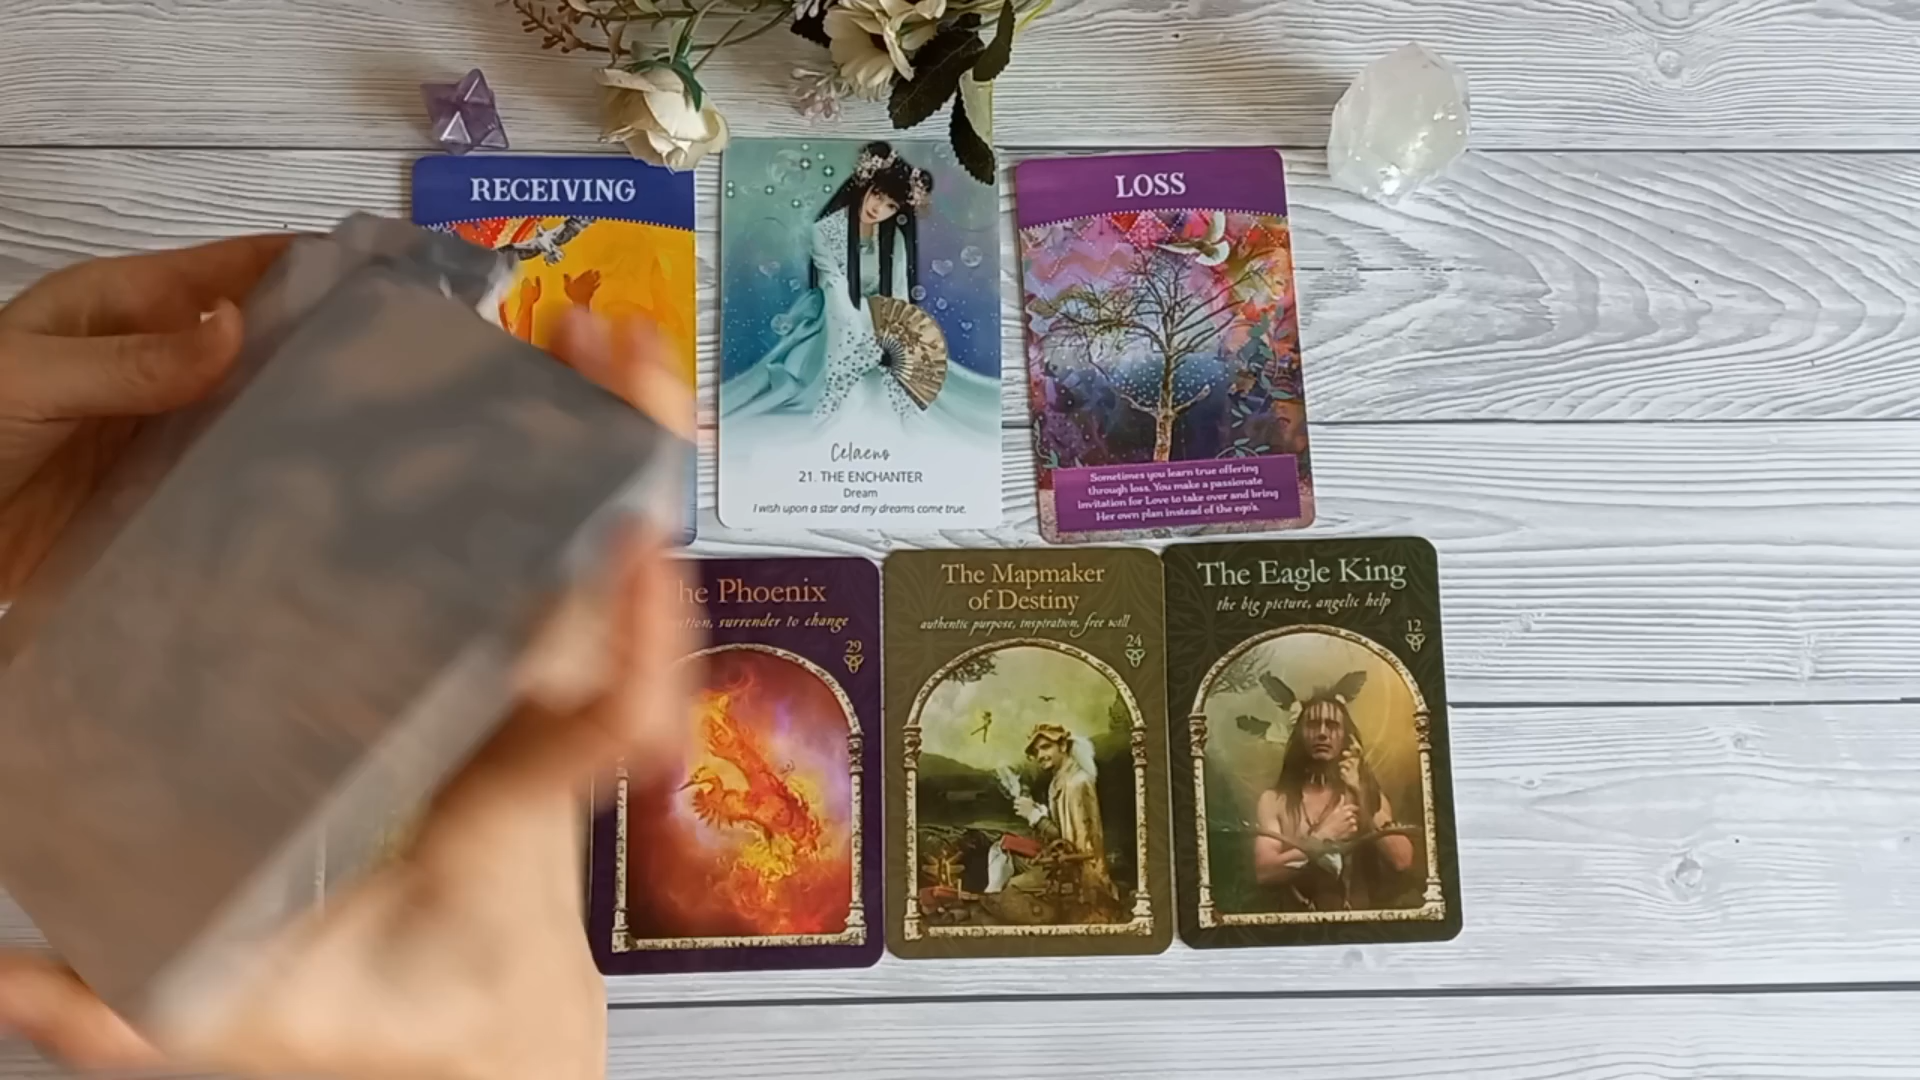 RECEIVING
Celaeno
21. THE ENCHANTER
Dream
I wish upon a star and my dreams come true.
LOSS
Sometimes you learn true offering
through loss. You make a passionate
invitation for Love to take over and bring
Her own plan instead of the ego's.
Phoenix
surrender to change
29
The Mapmaker
of Destiny
authentic purpose, inspiration, free will
24
The Eagle King
the big picture, angelic help
12